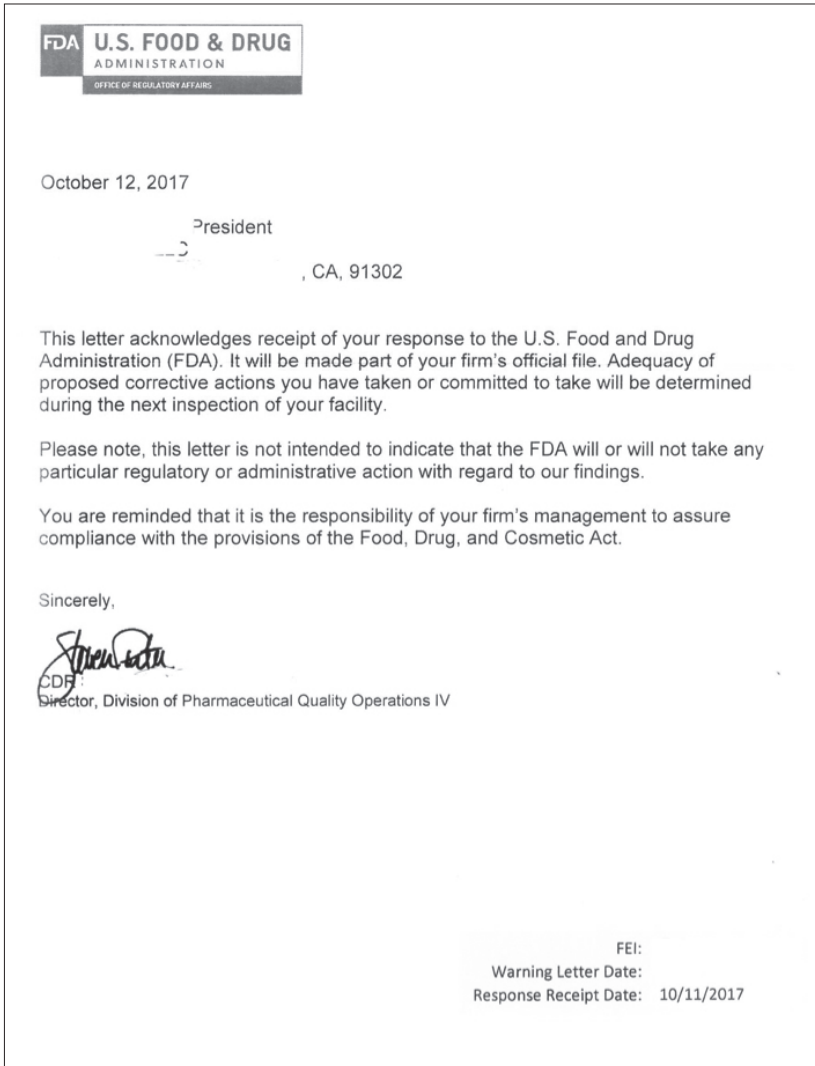 FDA U.S. FOOD & DRUG
ADMINISTRATION
OFFICE OF REGULATORY AFFAIRS
October 12, 2017
President
, CA, 91302
This letter acknowledges receipt of your response to the U.S. Food and Drug
Administration (FDA). It will be made part of your firm's official file. Adequacy of
proposed corrective actions you have taken or committed to take will be determined
during the next inspection of your facility.
Please note, this letter is not intended to indicate that the FDA will or will not take any
particular regulatory or administrative action with regard to our findings.
You are reminded that it is the responsibility of your firm's management to assure
compliance with the provisions of the Food, Drug, and Cosmetic Act.
Sincerely,
CDR
Director, Division of Pharmaceutical Quality Operations IV
FEI:
Warning Letter Date:
Response Receipt Date: 10/11/2017